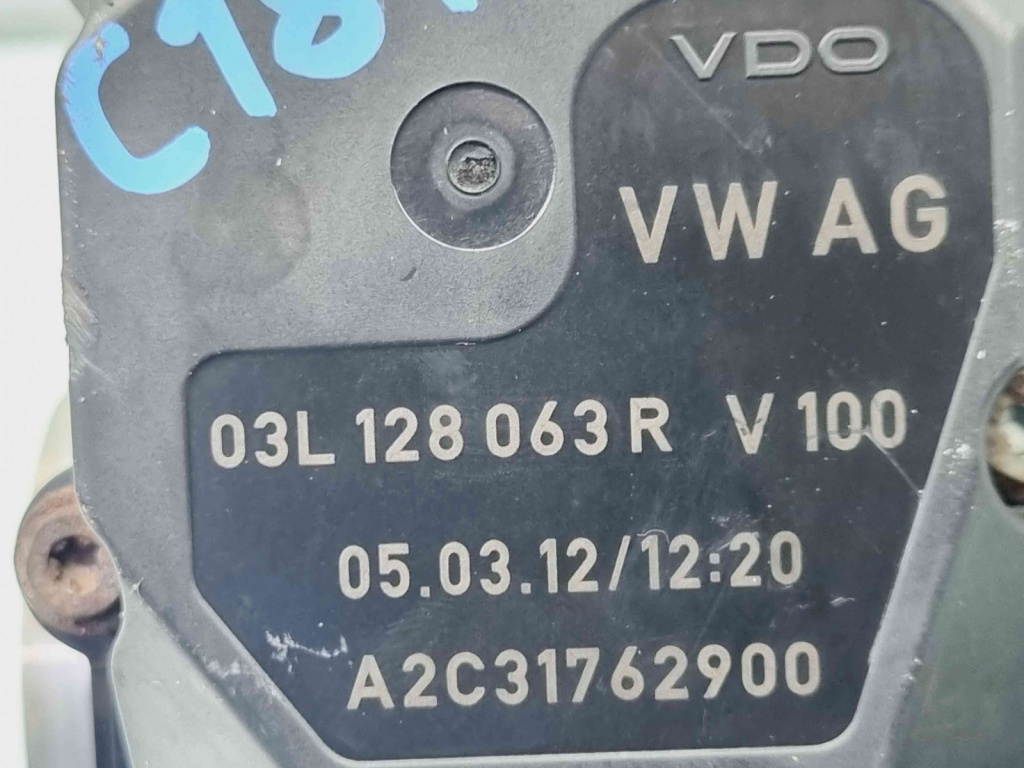 VDO
VW AG
03L 128 063 R V 100
05.03.12/12:20
A2C31762900